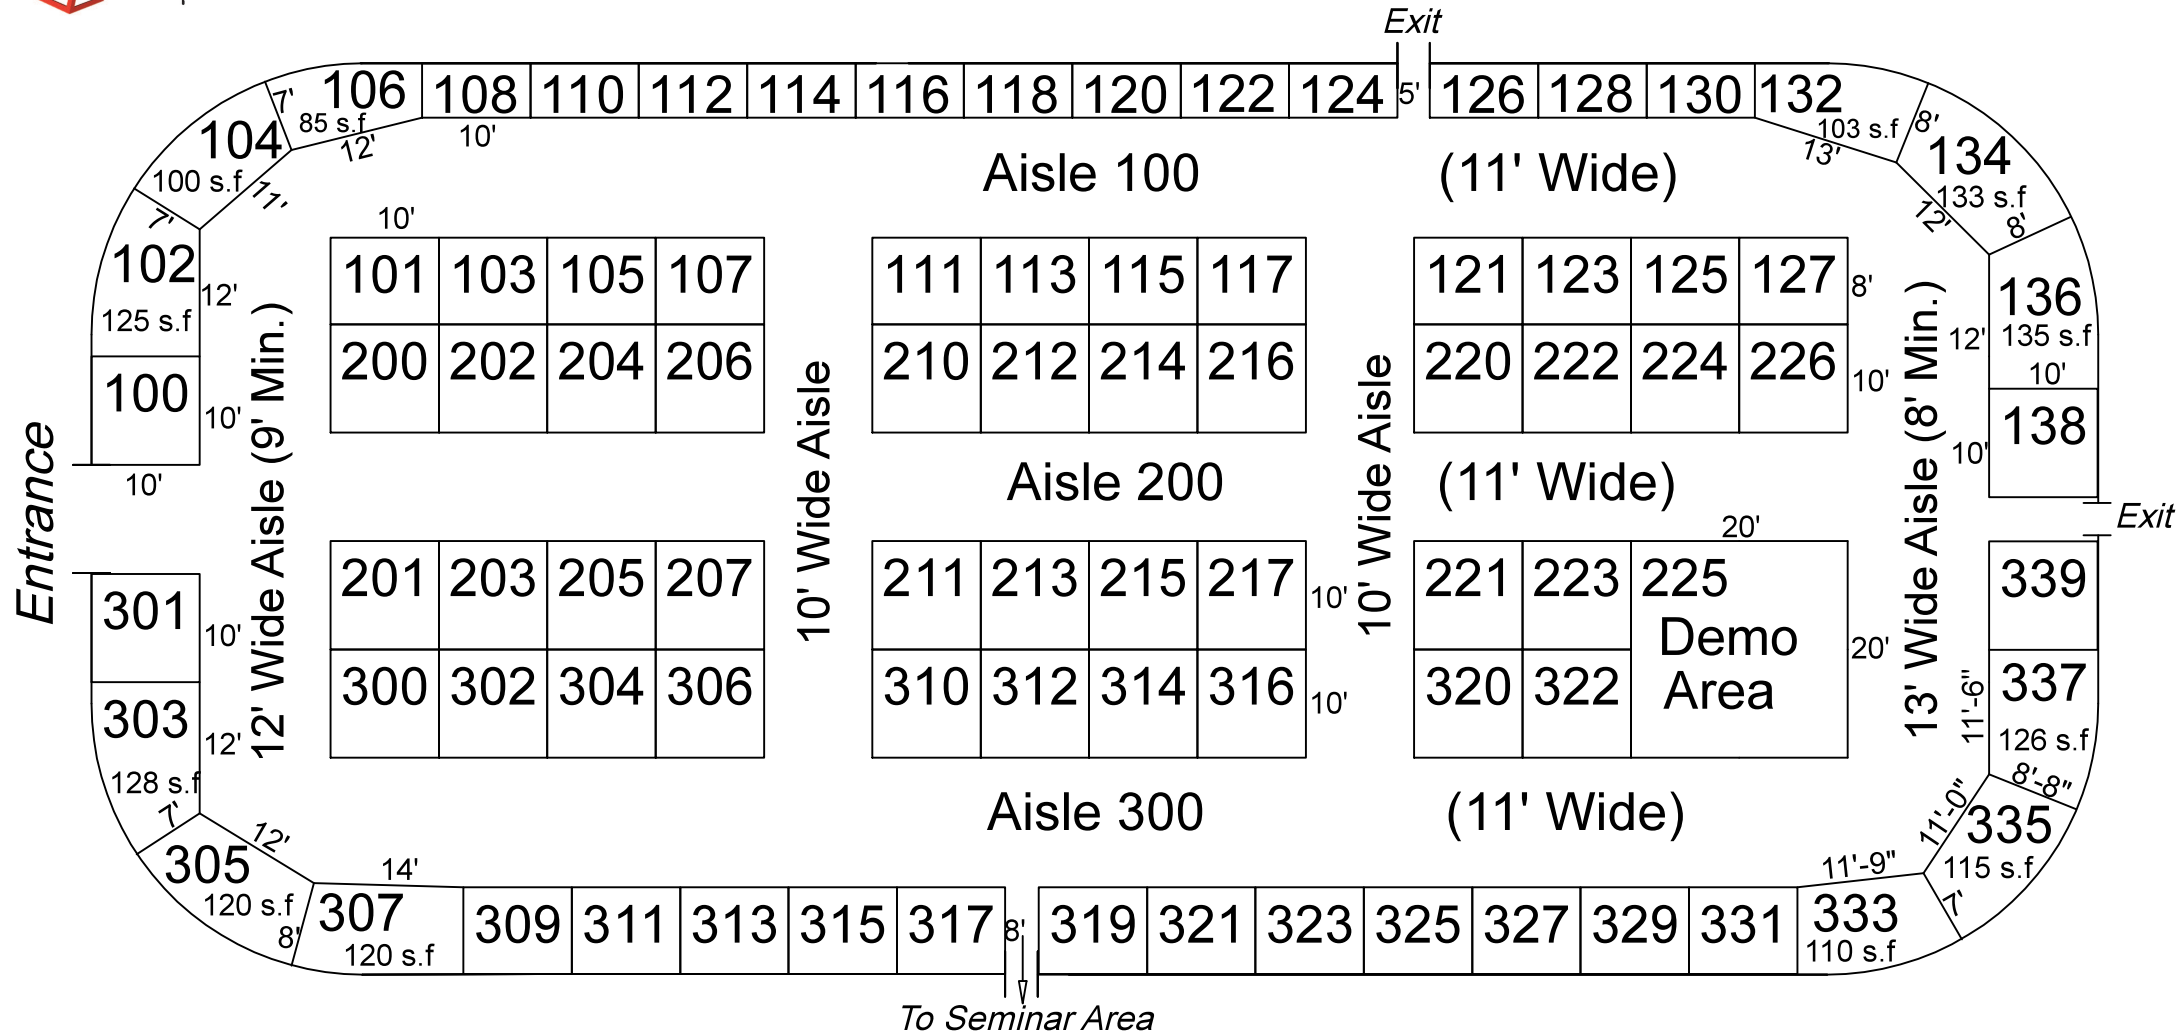 Exit
106 108 110 112 114 116 118 120 122 124 5' 126 128 130 132
7' 85 s.f 12' 10' 103 s.f 13' 8'
104 100 s.f 11' 7'
134 133 s.f 12' 8'
Aisle 100 (11' Wide)
10'
102 125 s.f 12'
101 103 105 107 111 113 115 117 121 123 125 127 8'
136 135 s.f 12' 10'
200 202 204 206 210 212 214 216 220 222 224 226 10'
100 10' 10'
138 10'
Entrance
12' Wide Aisle (9' Min.)
10' Wide Aisle
10' Wide Aisle
13' Wide Aisle (8' Min.)
Aisle 200 (11' Wide)
Exit
20'
201 203 205 207 211 213 215 217 10' 221 223 225
Demo
Area
20'
301 10'
339
300 302 304 306 310 312 314 316 10' 320 322
303 12' 128 s.f 7'
337 11'-6" 126 s.f 8'-8"
Aisle 300 (11' Wide)
305 12' 120 s.f 8'
335 11'-0" 115 s.f 7'
14' 11'-9"
307 309 311 313 315 317 8' 319 321 323 325 327 329 331 333
120 s.f 110 s.f
To Seminar Area